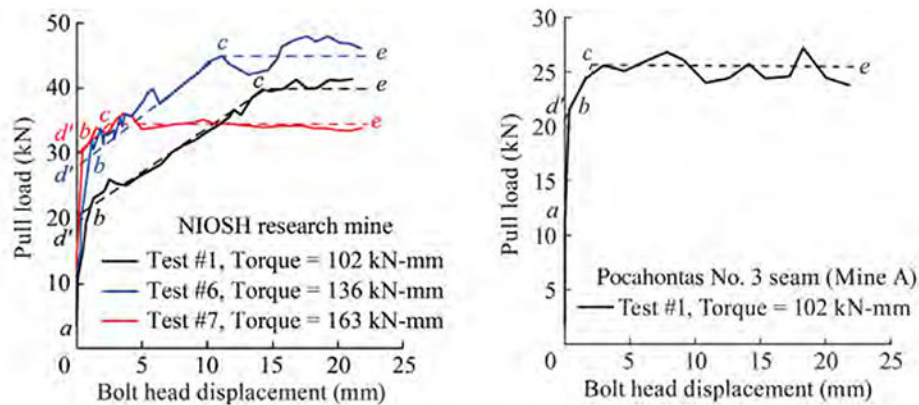 50
40
30
20
10
0
5
10
15
20
25
Pull load (kN)
Bolt head displacement (mm)
a
b
c
d'
e
b
c
d'
e
b
c
d'
e
NIOSH research mine
Test #1, Torque = 102 kN-mm
Test #6, Torque = 136 kN-mm
Test #7, Torque = 163 kN-mm
30
25
20
15
10
5
0
5
10
15
20
25
Pull load (kN)
Bolt head displacement (mm)
a
b
c
d'
e
Pocahontas No. 3 seam (Mine A)
Test #1, Torque = 102 kN-mm